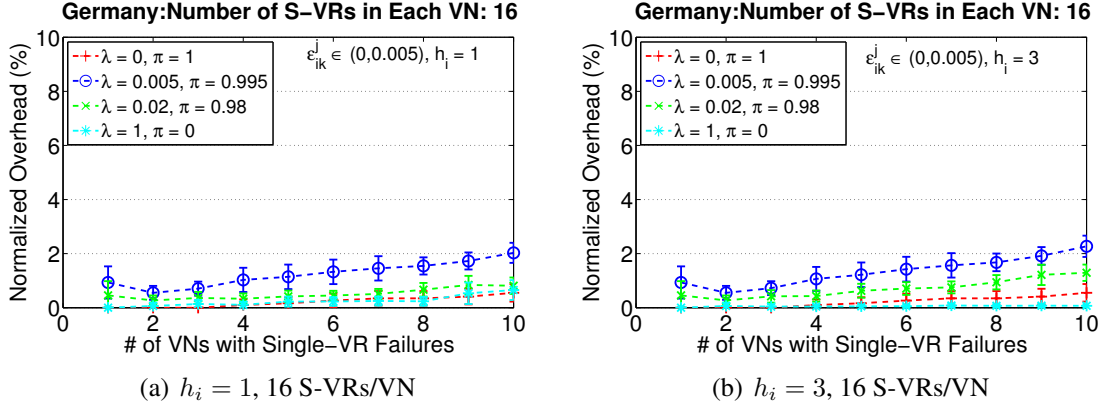 Germany:Number of S−VRs in Each VN: 16
10
8
6
4
2
0
Normalized Overhead (%)
λ = 0, π = 1
λ = 0.005, π = 0.995
λ = 0.02, π = 0.98
λ = 1, π = 0
ε_{ik}^{j} ∈ (0,0.005), h_i = 1
0 2 4 6 8 10
# of VNs with Single−VR Failures
(a) h_i = 1, 16 S-VRs/VN
Germany:Number of S−VRs in Each VN: 16
10
8
6
4
2
0
Normalized Overhead (%)
λ = 0, π = 1
λ = 0.005, π = 0.995
λ = 0.02, π = 0.98
λ = 1, π = 0
ε_{ik}^{j} ∈ (0,0.005), h_i = 3
0 2 4 6 8 10
# of VNs with Single−VR Failures
(b) h_i = 3, 16 S-VRs/VN